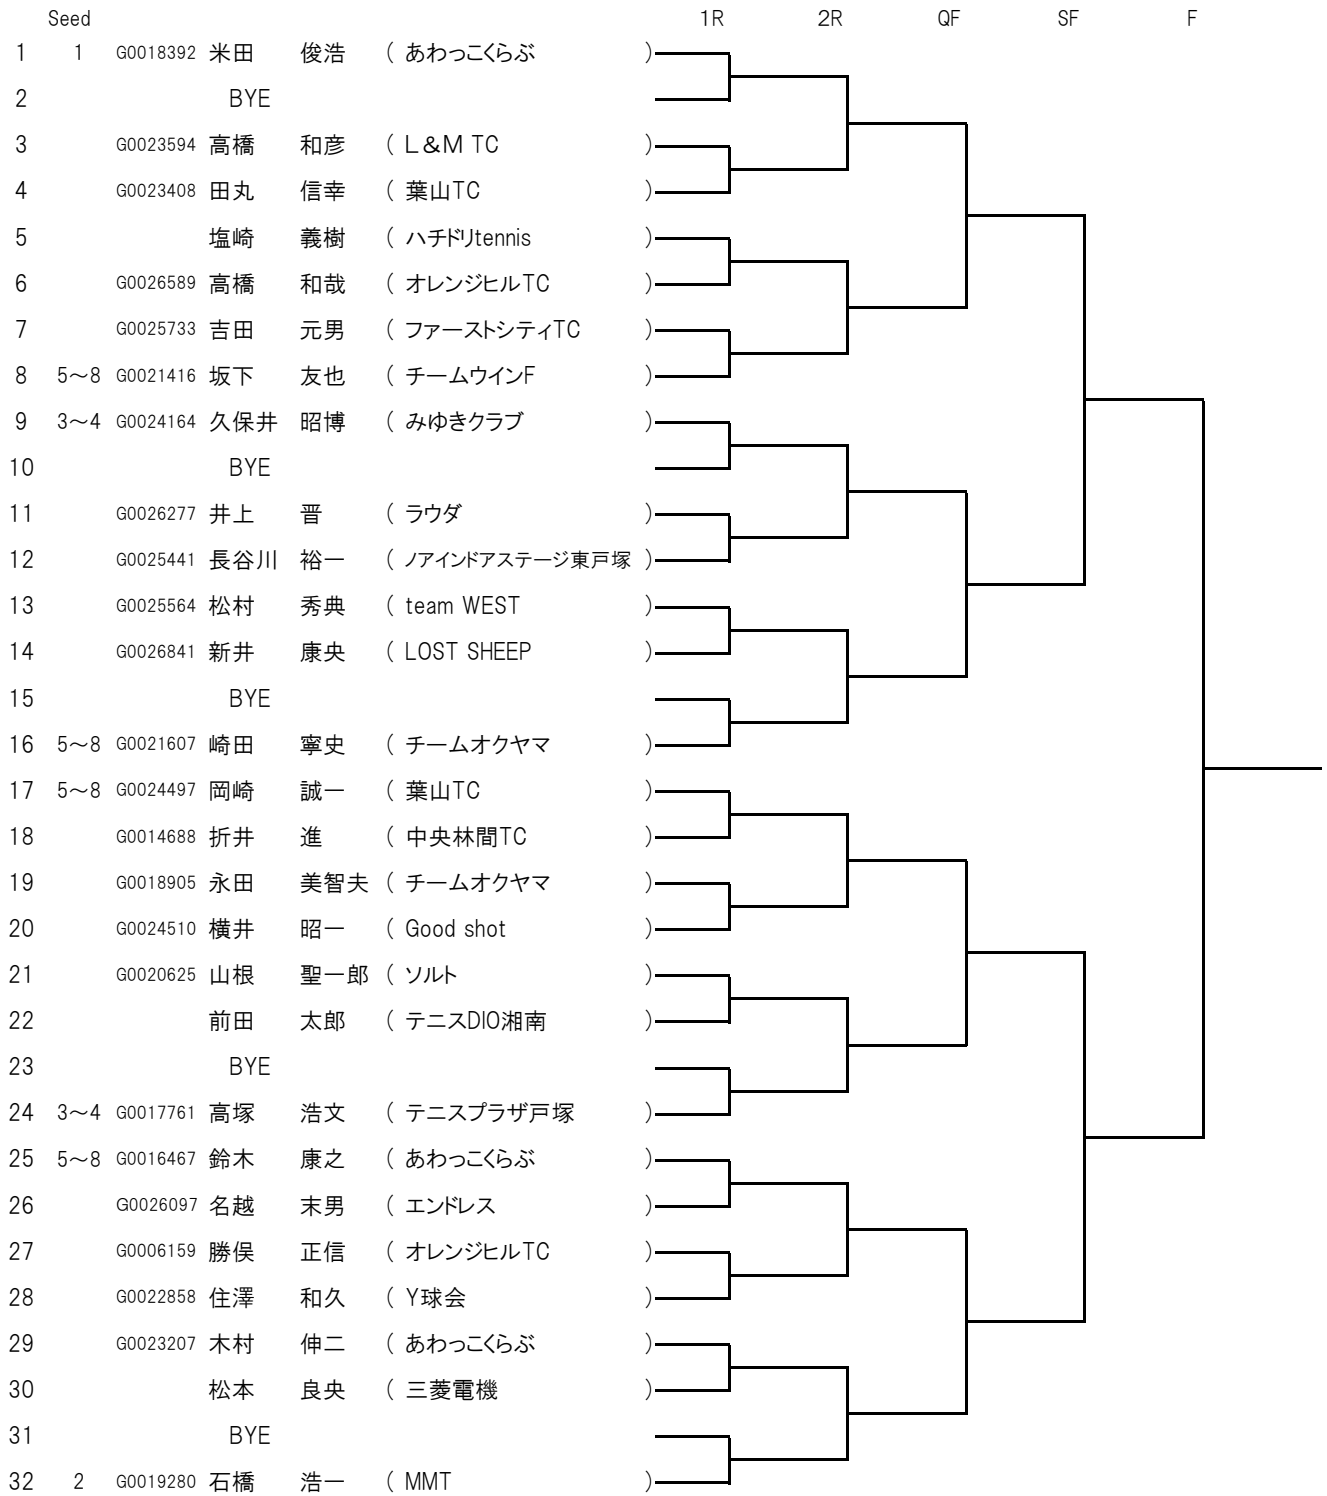 Seed 1R 2R QF SF F
1 1 G0018392 米田 俊浩 ( あわっこくらぶ )
2 BYE
3 G0023594 高橋 和彦 ( L&M TC )
4 G0023408 田丸 信幸 ( 葉山TC )
5 塩崎 義樹 ( ハチドリtennis )
6 G0026589 高橋 和哉 ( オレンジヒルTC )
7 G0025733 吉田 元男 ( ファーストシティTC )
8 5～8 G0021416 坂下 友也 ( チームウインF )
9 3～4 G0024164 久保井 昭博 ( みゆきクラブ )
10 BYE
11 G0026277 井上 晋 ( ラウダ )
12 G0025441 長谷川 裕一 ( ノアインドアステージ東戸塚 )
13 G0025564 松村 秀典 ( team WEST )
14 G0026841 新井 康央 ( LOST SHEEP )
15 BYE
16 5～8 G0021607 崎田 寧史 ( チームオクヤマ )
17 5～8 G0024497 岡崎 誠一 ( 葉山TC )
18 G0014688 折井 進 ( 中央林間TC )
19 G0018905 永田 美智夫 ( チームオクヤマ )
20 G0024510 横井 昭一 ( Good shot )
21 G0020625 山根 聖一郎 ( ソルト )
22 前田 太郎 ( テニスDIO湘南 )
23 BYE
24 3～4 G0017761 高塚 浩文 ( テニスプラザ戸塚 )
25 5～8 G0016467 鈴木 康之 ( あわっこくらぶ )
26 G0026097 名越 末男 ( エンドレス )
27 G0006159 勝俣 正信 ( オレンジヒルTC )
28 G0022858 住澤 和久 ( Y球会 )
29 G0023207 木村 伸二 ( あわっこくらぶ )
30 松本 良央 ( 三菱電機 )
31 BYE
32 2 G0019280 石橋 浩一 ( MMT )